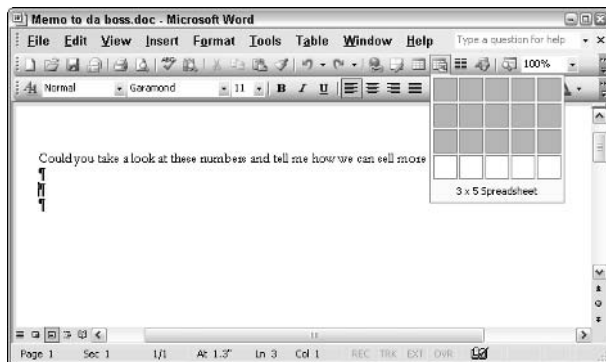 Memo to da boss.doc - Microsoft Word
File Edit View Insert Format Tools Table Window Help Type a question for help
100%
Normal Garamond 11 B I U A
Could you take a look at these numbers and tell me how we can sell more
3 x 5 Spreadsheet
¶
¶
¶
Page 1 Sec 1 1/1 At 1.3" Ln 3 Col 1 REC TRK EXT OVR